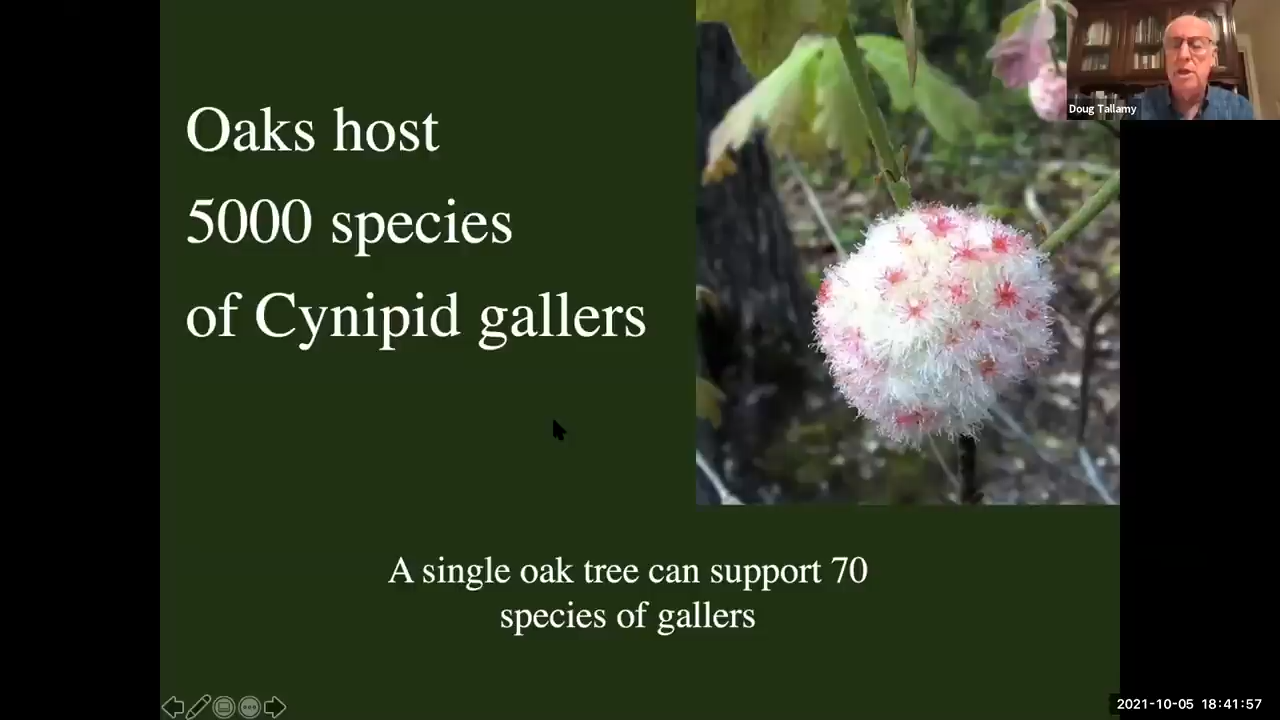 Oaks host
5000 species
of Cynipid gallers
Doug Tallamy
A single oak tree can support 70
species of gallers
2021-10-05 18:41:57